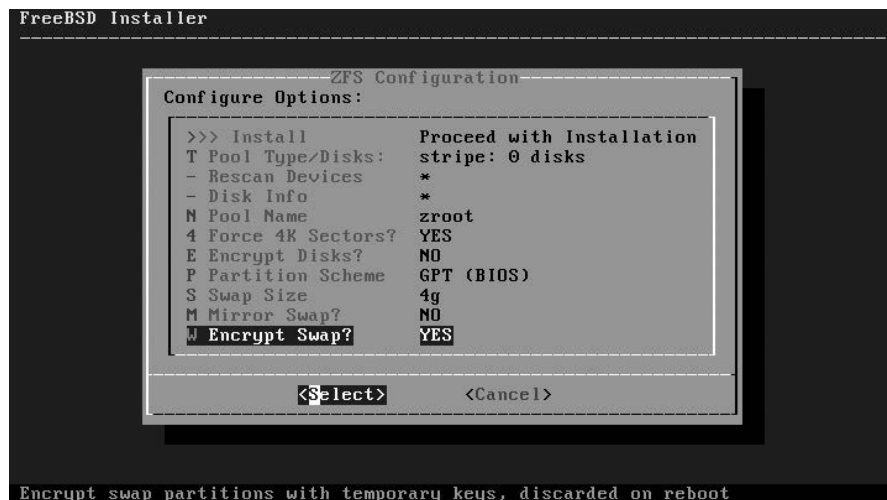 FreeBSD Installer
ZFS Configuration
Configure Options:
>>> Install Proceed with Installation
T Pool Type/Disks: stripe: 0 disks
- Rescan Devices *
- Disk Info *
N Pool Name zroot
4 Force 4K Sectors? YES
E Encrypt Disks? NO
P Partition Scheme GPT (BIOS)
S Swap Size 4g
M Mirror Swap? NO
W Encrypt Swap? YES
<Select> <Cancel>
Encrypt swap partitions with temporary keys, discarded on reboot